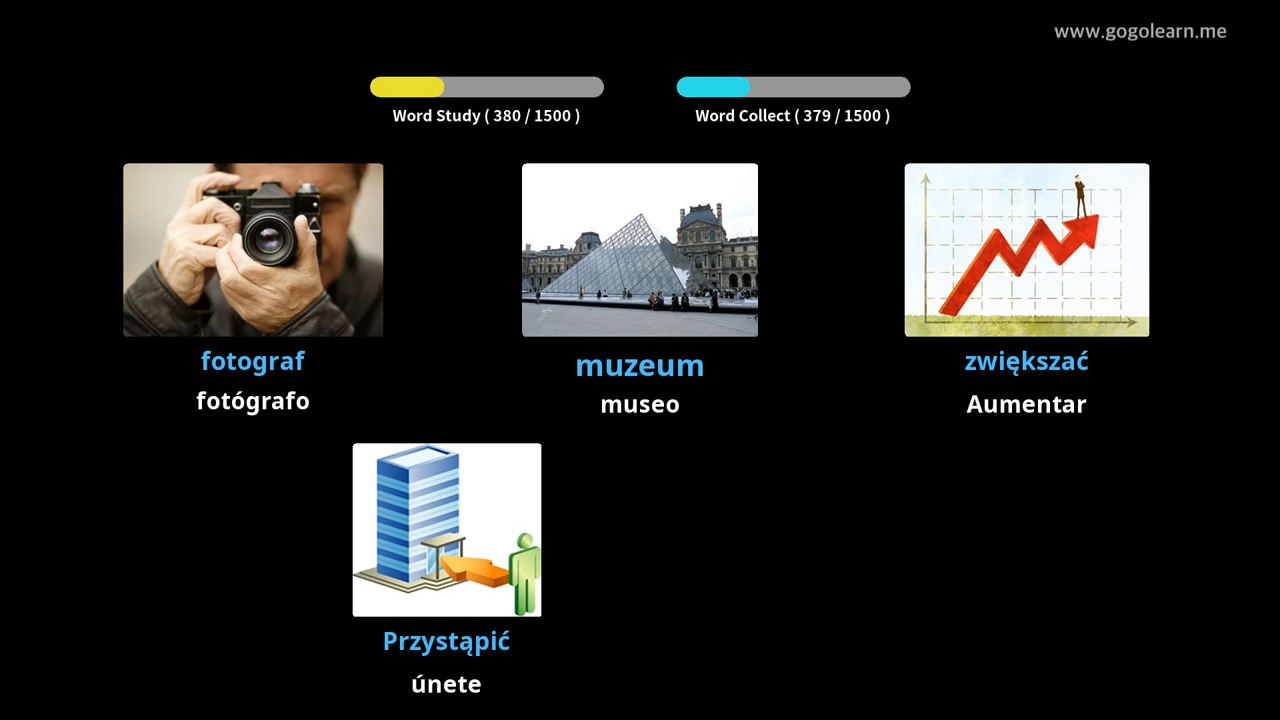 www.gogolearn.me
Word Study ( 380 / 1500 )
Word Collect ( 379 / 1500 )
fotograf
fotógrafo
muzeum
museo
zwiększać
Aumentar
Przystąpić
únete